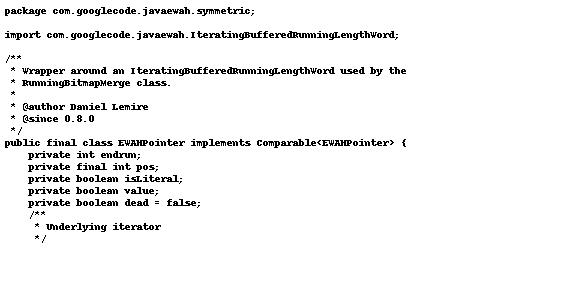 package com.googlecode.javaewah.symmetric;
import com.googlecode.javaewah.IteratingBufferedRunningLengthWord;
/**
* Wrapper around an IteratingBufferedRunningLengthWord used by the
* RunningBitmapMerge class.
*
* @author Daniel Lemire
* @since 0.8.0
*/
public final class EWAHPointer implements Comparable<EWAHPointer> {
private int endrun;
private final int pos;
private boolean isLiteral;
private boolean value;
private boolean dead = false;
/**
* Underlying iterator
*/